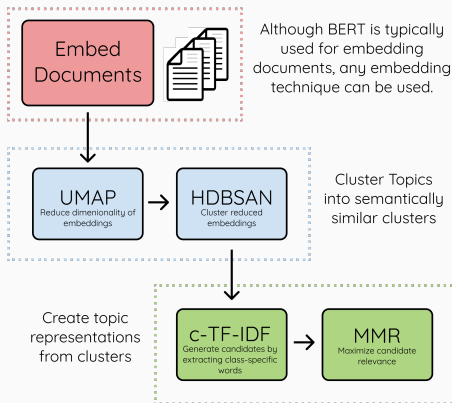 Embed
Documents
Although BERT is typically
used for embedding
documents, any embedding
technique can be used.
UMAP
Reduce dimenionality of
embeddings
HDBSAN
Cluster reduced
embeddings
Cluster Topics
into semantically
similar clusters
Create topic
representations
from clusters
c-TF-IDF
Generate candidates by
extracting class-specific
words
MMR
Maximize candidate
relevance